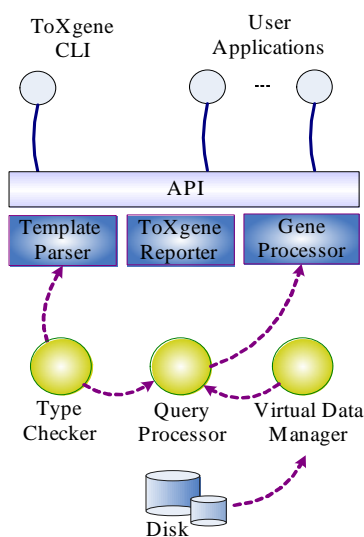 ToXgene
CLI
User
Applications
---
API
Template
Parser
ToXgene
Reporter
Gene
Processor
Type
Checker
Query
Processor
Virtual Data
Manager
Disk